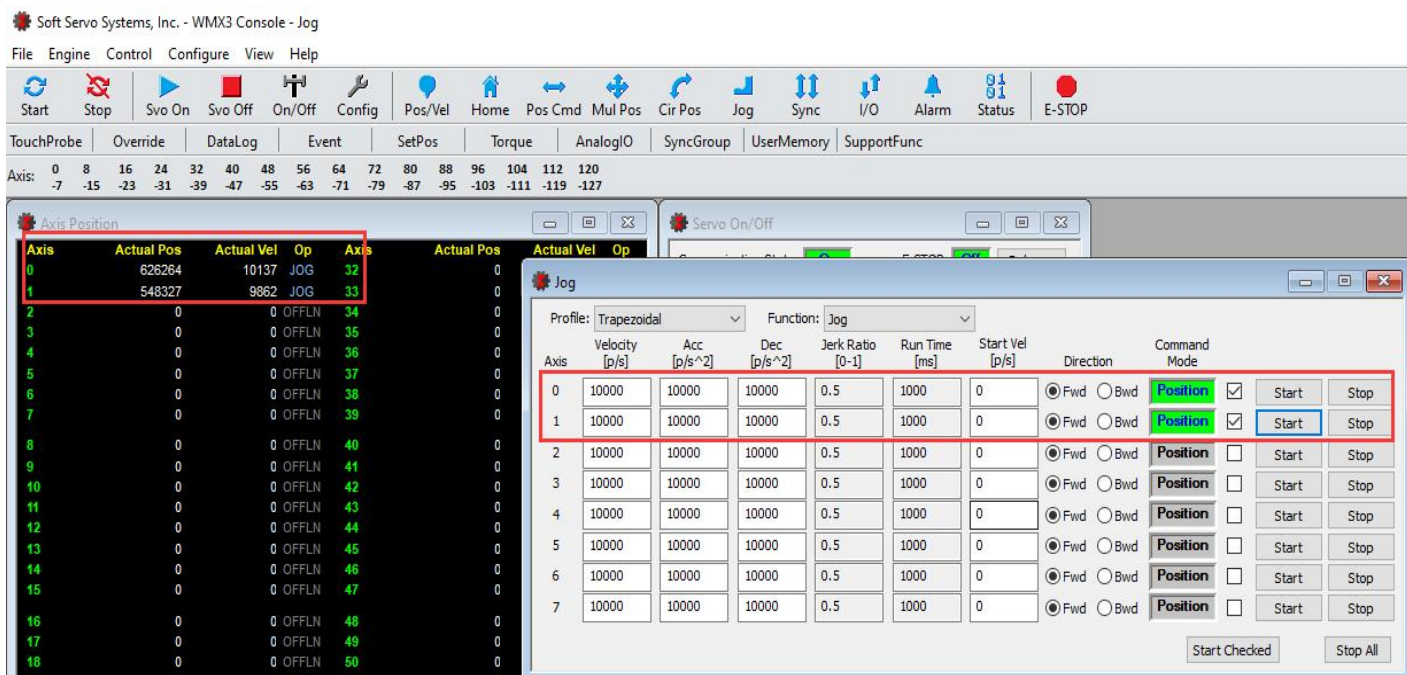 Soft Servo Systems, Inc. - WMX3 Console - Jog
File Engine Control Configure View Help
Start Stop Svo On Svo Off On/Off Config Pos/Vel Home Pos Cmd Mul Pos Cir Pos Jog Sync I/O Alarm Status E-STOP
TouchProbe Override DataLog Event SetPos Torque AnalogIO SyncGroup UserMemory SupportFunc
Axis: 0 8 16 24 32 40 48 56 64 72 80 88 96 104 112 120
-7 -15 -23 -31 -39 -47 -55 -63 -71 -79 -87 -95 -103 -111 -119 -127
Axis Position
Axis Actual Pos Actual Vel Op Axis Actual Pos Actual Vel Op
0 626264 10137 JOG 32 0
1 548327 9862 JOG 33 0
2 0 0 OFFLN 34 0
3 0 0 OFFLN 35 0
4 0 0 OFFLN 36 0
5 0 0 OFFLN 37 0
6 0 0 OFFLN 38 0
7 0 0 OFFLN 39 0
8 0 0 OFFLN 40 0
9 0 0 OFFLN 41 0
10 0 0 OFFLN 42 0
11 0 0 OFFLN 43 0
12 0 0 OFFLN 44 0
13 0 0 OFFLN 45 0
14 0 0 OFFLN 46 0
15 0 0 OFFLN 47 0
16 0 0 OFFLN 48 0
17 0 0 OFFLN 49 0
18 0 0 OFFLN 50 0
Servo On/Off
Jog
Profile: Trapezoidal Function: Jog
Velocity Acc Dec Jerk Ratio Run Time Start Vel Command
Axis [p/s] [p/s^2] [p/s^2] [0-1] [ms] [p/s] Direction Mode
0 10000 10000 10000 0.5 1000 0 Fwd Bwd Position Start Stop
1 10000 10000 10000 0.5 1000 0 Fwd Bwd Position Start Stop
2 10000 10000 10000 0.5 1000 0 Fwd Bwd Position Start Stop
3 10000 10000 10000 0.5 1000 0 Fwd Bwd Position Start Stop
4 10000 10000 10000 0.5 1000 0 Fwd Bwd Position Start Stop
5 10000 10000 10000 0.5 1000 0 Fwd Bwd Position Start Stop
6 10000 10000 10000 0.5 1000 0 Fwd Bwd Position Start Stop
7 10000 10000 10000 0.5 1000 0 Fwd Bwd Position Start Stop
Start Checked Stop All